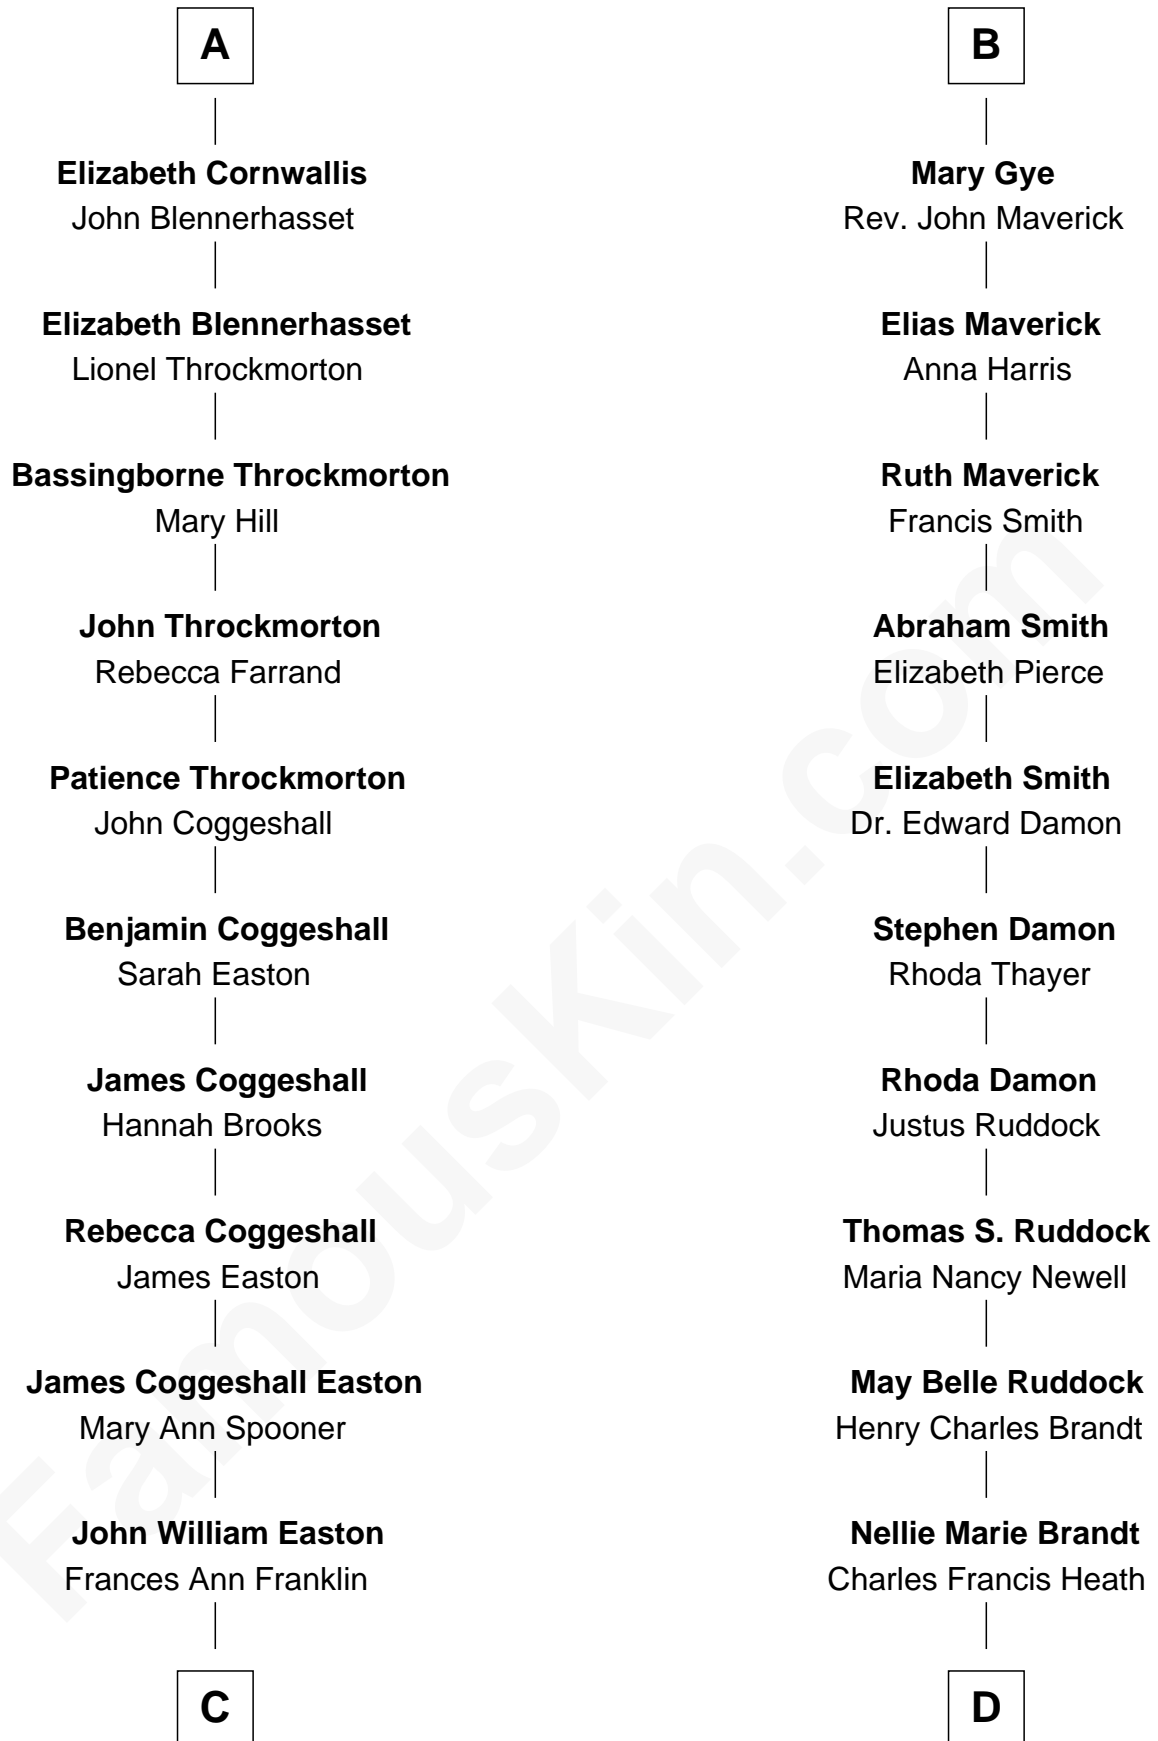 A
Elizabeth Cornwallis
John Blennerhasset
Elizabeth Blennerhasset
Lionel Throckmorton
Bassingborne Throckmorton
Mary Hill
John Throckmorton
Rebecca Farrand
Patience Throckmorton
John Coggeshall
Benjamin Coggeshall
Sarah Easton
James Coggeshall
Hannah Brooks
Rebecca Coggeshall
James Easton
James Coggeshall Easton
Mary Ann Spooner
John William Easton
Frances Ann Franklin
C
B
Mary Gye
Rev. John Maverick
Elias Maverick
Anna Harris
Ruth Maverick
Francis Smith
Abraham Smith
Elizabeth Pierce
Elizabeth Smith
Dr. Edward Damon
Stephen Damon
Rhoda Thayer
Rhoda Damon
Justus Ruddock
Thomas S. Ruddock
Maria Nancy Newell
May Belle Ruddock
Henry Charles Brandt
Nellie Marie Brandt
Charles Francis Heath
D
FamousKin.com